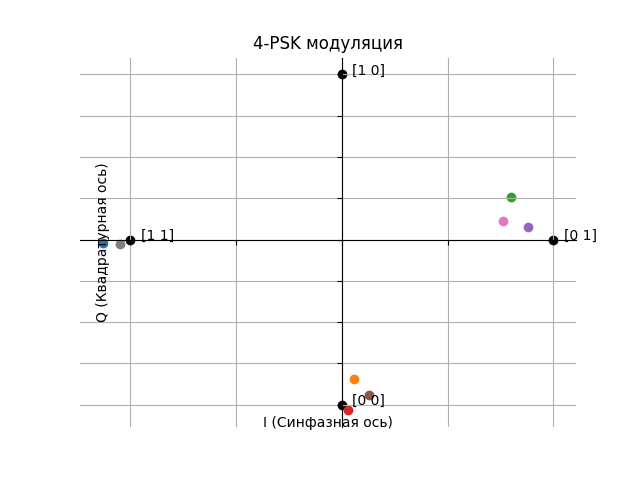 4-PSK модуляция
[1 0]
Q (Квадратурная ось)
[1 1]
[0 1]
[0 0]
I (Синфазная ось)